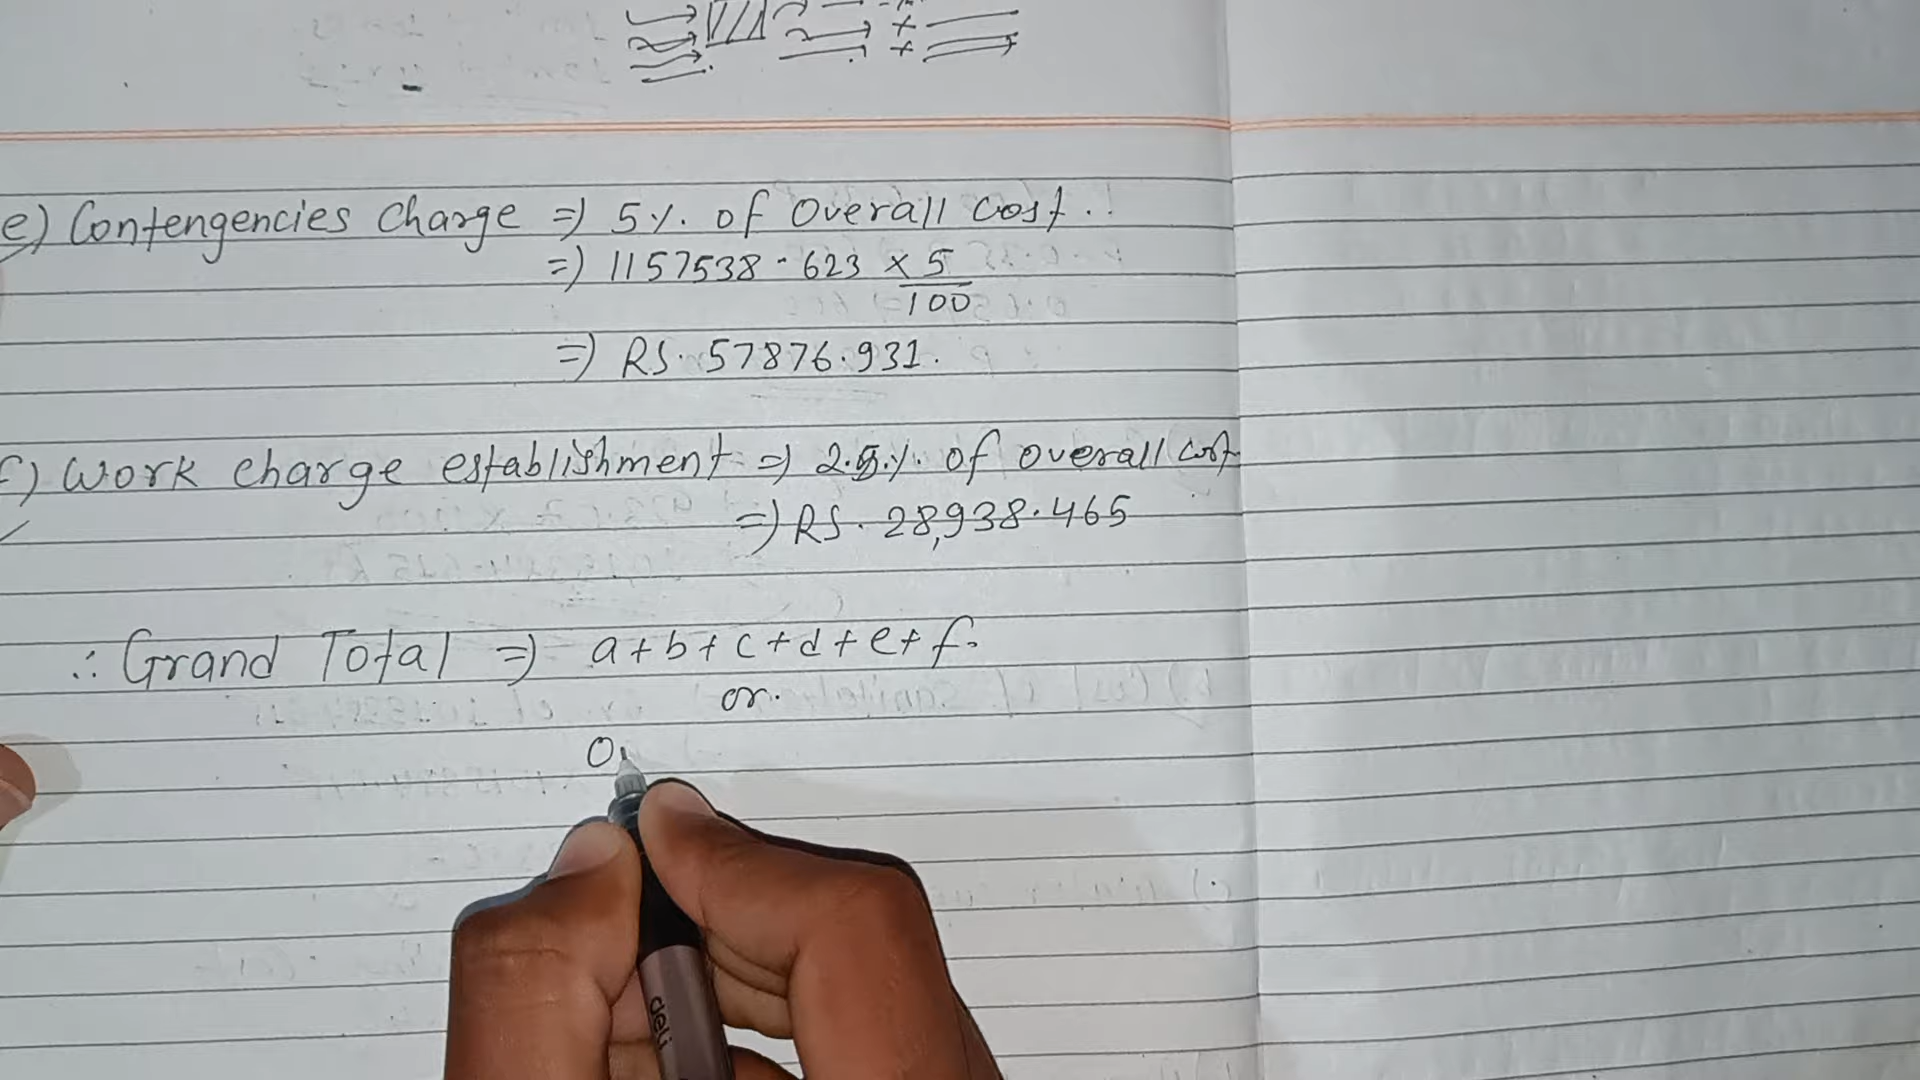 e) Contengencies Charge ⇒ 5%. of Overall Cost.
⇒ 1157538.623 × 5/100
⇒ RS. 57876.931.
f) Work charge establishment ⇒ 2.5%. of overall cost
⇒ RS. 28,938.465
∴ Grand Total ⇒ a+b+c+d+e+f.
or.
O
deli